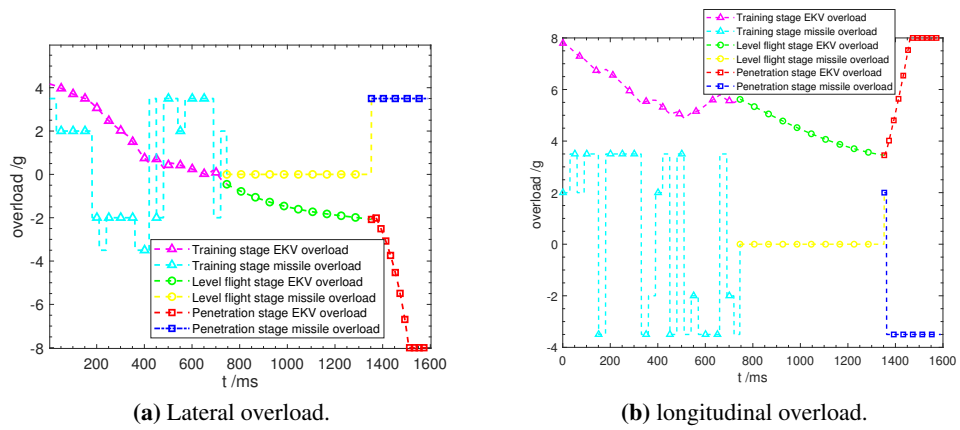 overload /g
4
2
0
-2
-4
-6
-8
200 400 600 800 1000 1200 1400 1600
t /ms
Training stage EKV overload
Training stage missile overload
Level flight stage EKV overload
Level flight stage missile overload
Penetration stage EKV overload
Penetration stage missile overload
(a) Lateral overload.
overload /g
8
6
4
2
0
-2
-4
0 200 400 600 800 1000 1200 1400 1600
t /ms
Training stage EKV overload
Training stage missile overload
Level flight stage EKV overload
Level flight stage missile overload
Penetration stage EKV overload
Penetration stage missile overload
(b) longitudinal overload.